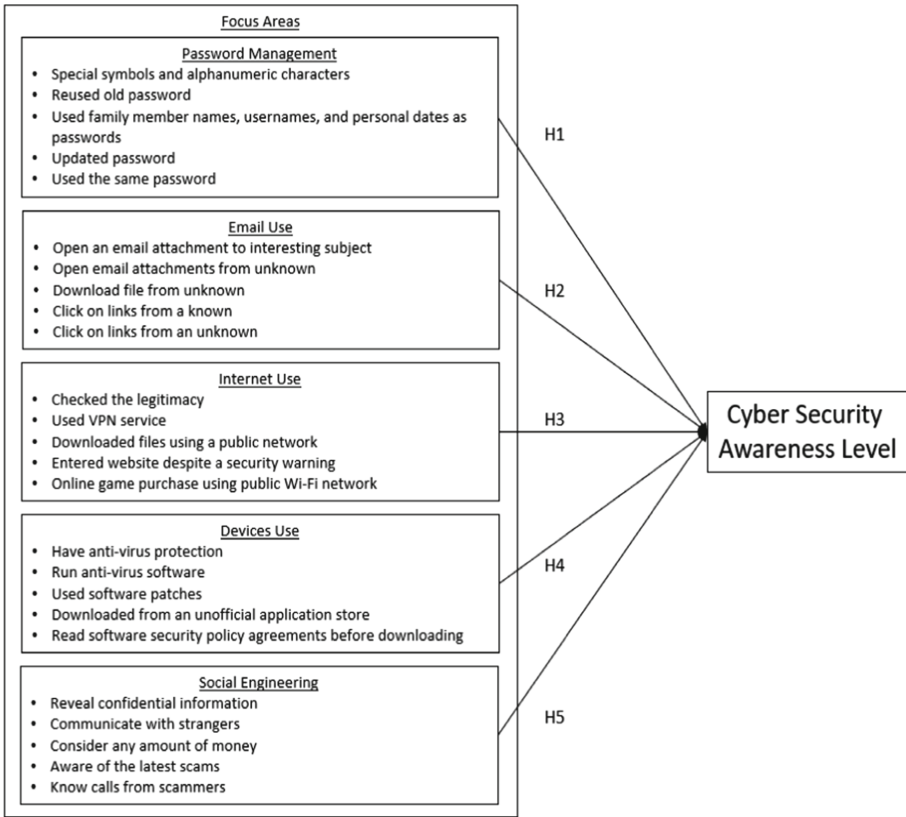 Focus Areas
Password Management
• Special symbols and alphanumeric characters
• Reused old password
• Used family member names, usernames, and personal dates as
passwords
• Updated password
• Used the same password
H1
Email Use
• Open an email attachment to interesting subject
• Open email attachments from unknown
• Download file from unknown
• Click on links from a known
• Click on links from an unknown
H2
Internet Use
• Checked the legitimacy
• Used VPN service
• Downloaded files using a public network
• Entered website despite a security warning
• Online game purchase using public Wi-Fi network
H3
Devices Use
• Have anti-virus protection
• Run anti-virus software
• Used software patches
• Downloaded from an unofficial application store
• Read software security policy agreements before downloading
H4
Social Engineering
• Reveal confidential information
• Communicate with strangers
• Consider any amount of money
• Aware of the latest scams
• Know calls from scammers
H5
Cyber Security
Awareness Level